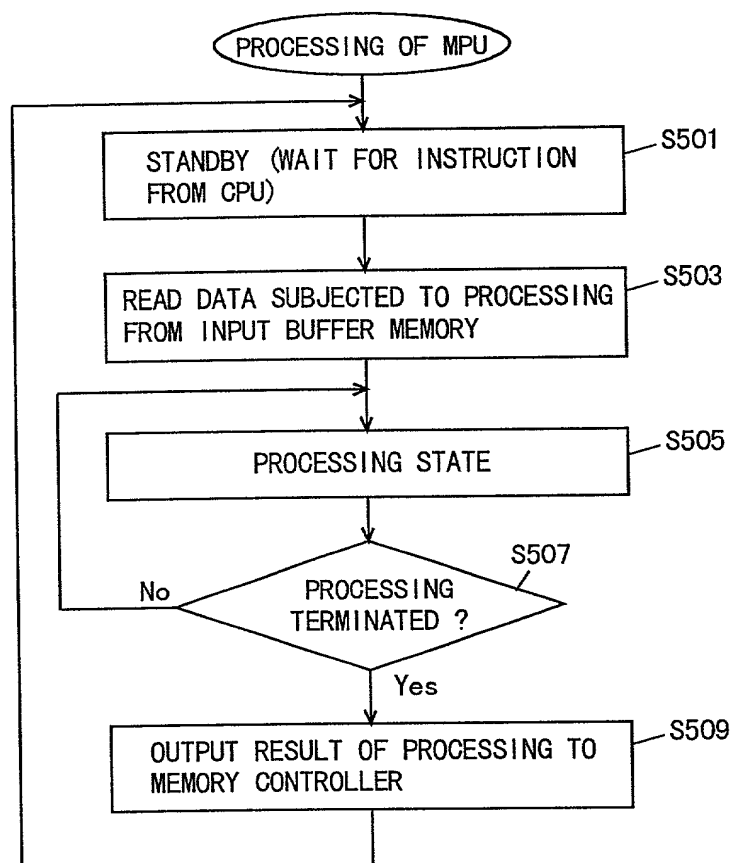 PROCESSING OF MPU
STANDBY (WAIT FOR INSTRUCTION
FROM CPU)
S501
READ DATA SUBJECTED TO PROCESSING
FROM INPUT BUFFER MEMORY
S503
PROCESSING STATE
S505
PROCESSING
TERMINATED ?
S507
No
Yes
OUTPUT RESULT OF PROCESSING TO
MEMORY CONTROLLER
S509